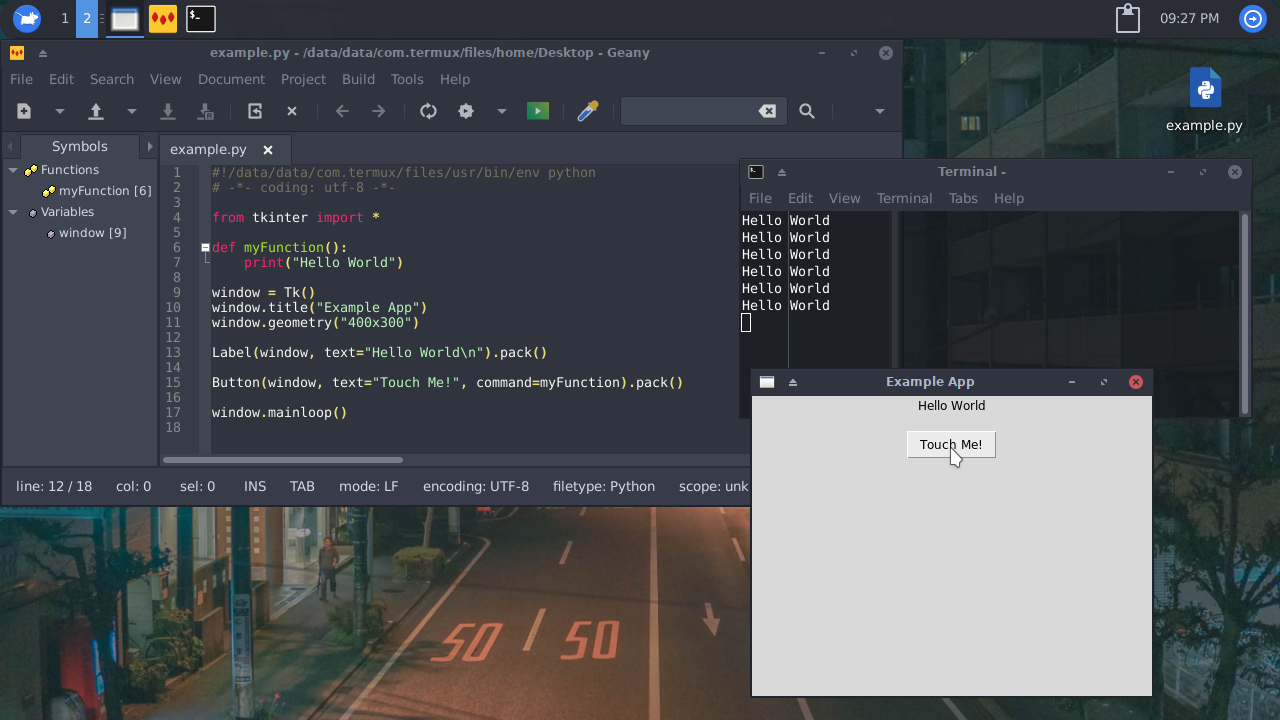 1 2 09:27 PM
example.py - /data/data/com.termux/files/home/Desktop - Geany
File Edit Search View Document Project Build Tools Help
Symbols
Functions
myFunction [6]
Variables
window [9]
example.py
1 #!/data/data/com.termux/files/usr/bin/env python
2 # -*- coding: utf-8 -*-
3
4 from tkinter import *
5
6 def myFunction():
7     print("Hello World")
8
9 window = Tk()
10 window.title("Example App")
11 window.geometry("400x300")
12
13 Label(window, text="Hello World\n").pack()
14
15 Button(window, text="Touch Me!", command=myFunction).pack()
16
17 window.mainloop()
18
line: 12 / 18 col: 0 sel: 0 INS TAB mode: LF encoding: UTF-8 filetype: Python scope: unk
example.py
Terminal -
File Edit View Terminal Tabs Help
Hello World
Hello World
Hello World
Hello World
Hello World
Hello World
Example App
Hello World
Touch Me!
50 50